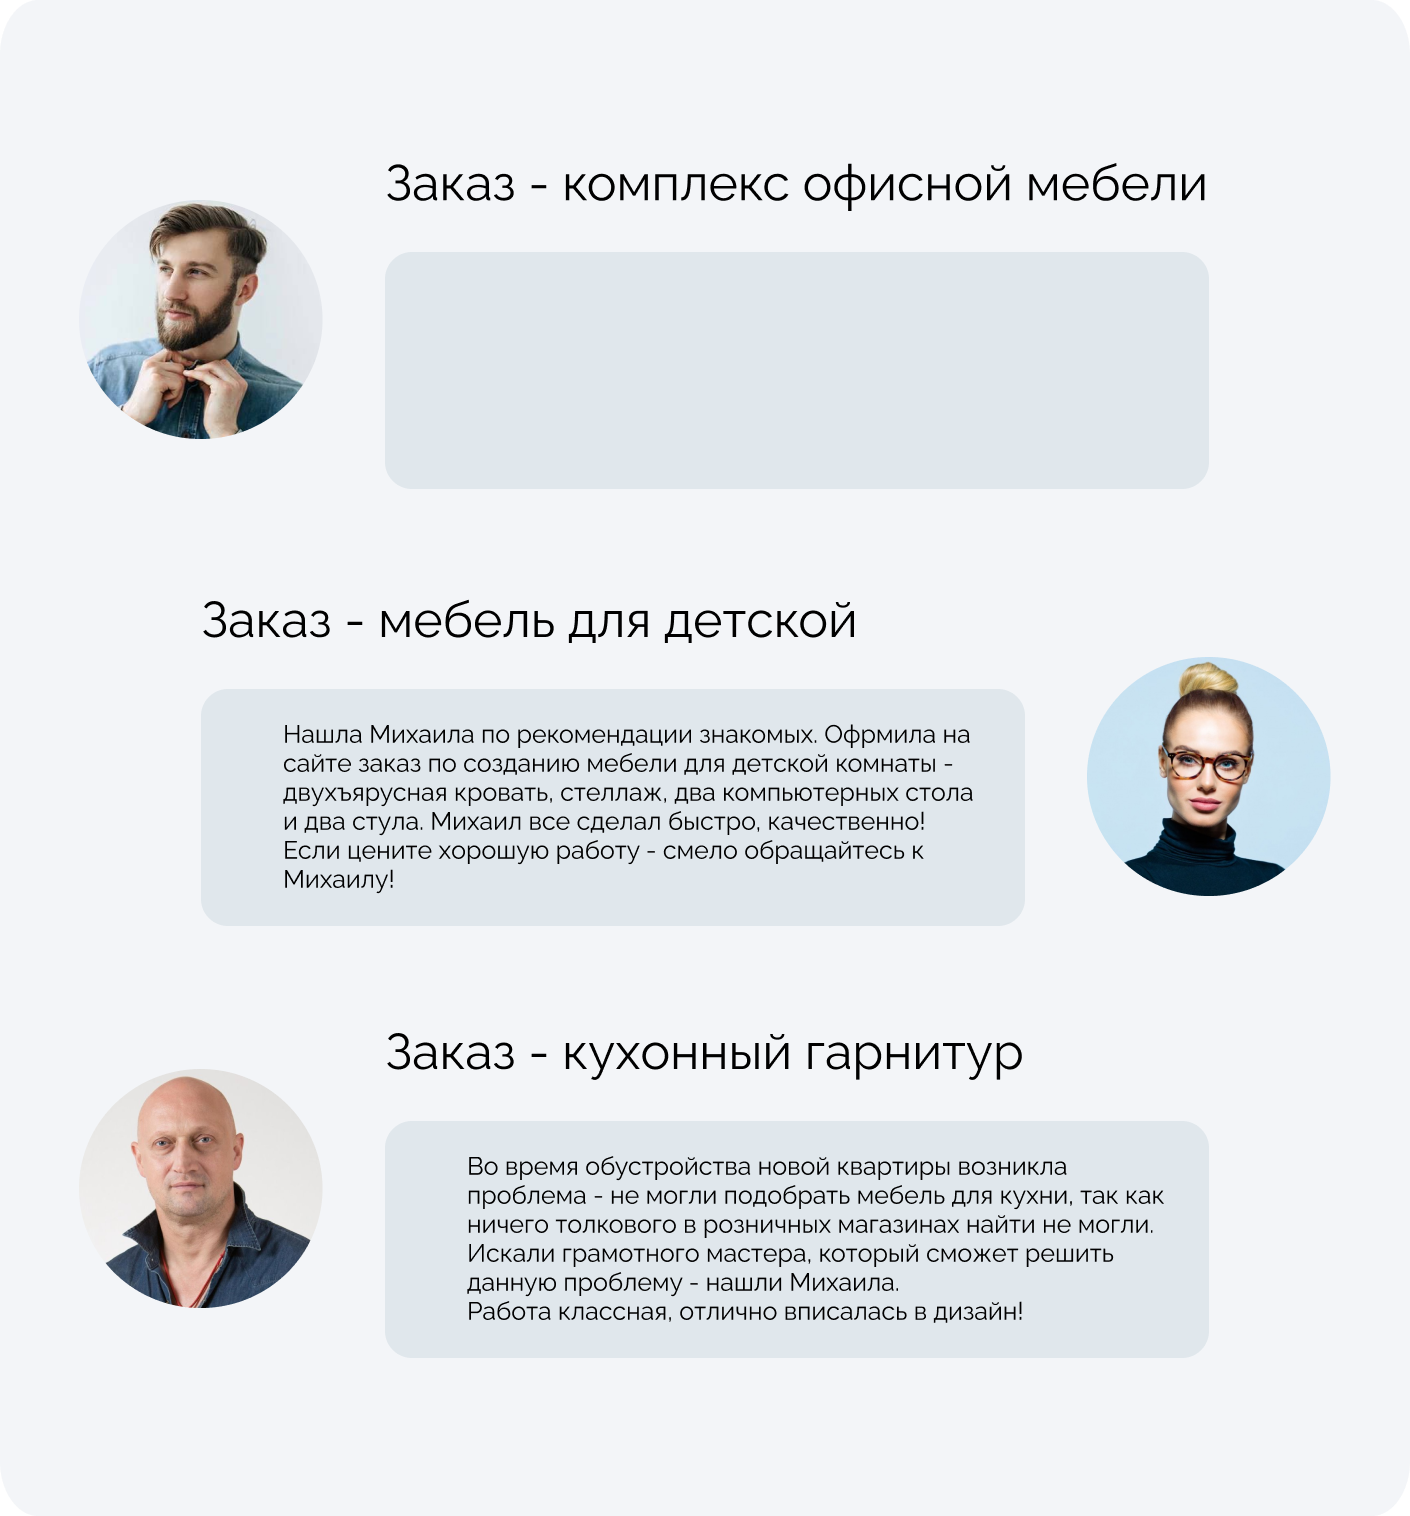 Заказ - комплекс офисной мебели
Заказ - мебель для детской
Нашла Михаила по рекомендации знакомых. Офрмила на
сайте заказ по созданию мебели для детской комнаты -
двухъярусная кровать, стеллаж, два компьютерных стола
и два стула. Михаил все сделал быстро, качественно!
Если цените хорошую работу - смело обращайтесь к
Михаилу!
Заказ - кухонный гарнитур
Во время обустройства новой квартиры возникла
проблема - не могли подобрать мебель для кухни, так как
ничего толкового в розничных магазинах найти не могли.
Искали грамотного мастера, который сможет решить
данную проблему - нашли Михаила.
Работа классная, отлично вписалась в дизайн!